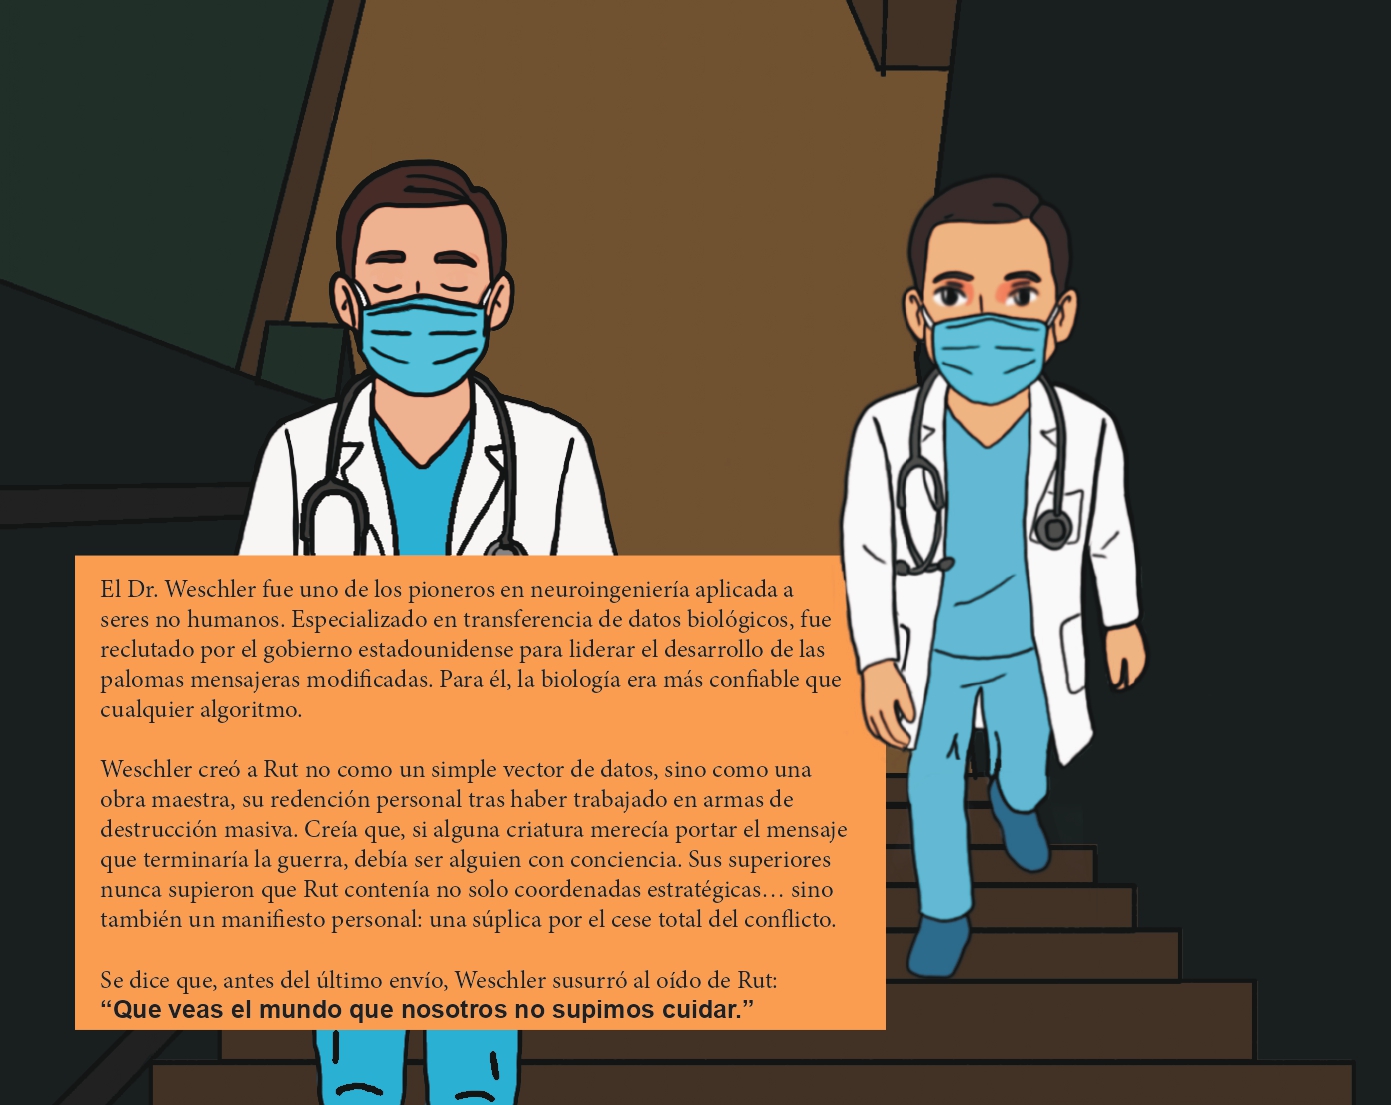 El Dr. Weschler fue uno de los pioneros en neuroingeniería aplicada a
seres no humanos. Especializado en transferencia de datos biológicos, fue
reclutado por el gobierno estadounidense para liderar el desarrollo de las
palomas mensajeras modificadas. Para él, la biología era más confiable que
cualquier algoritmo.
Weschler creó a Rut no como un simple vector de datos, sino como una
obra maestra, su redención personal tras haber trabajado en armas de
destrucción masiva. Creía que, si alguna criatura merecía portar el mensaje
que terminaría la guerra, debía ser alguien con conciencia. Sus superiores
nunca supieron que Rut contenía no solo coordenadas estratégicas… sino
también un manifiesto personal: una súplica por el cese total del conflicto.
Se dice que, antes del último envío, Weschler susurró al oído de Rut:
“Que veas el mundo que nosotros no supimos cuidar.”